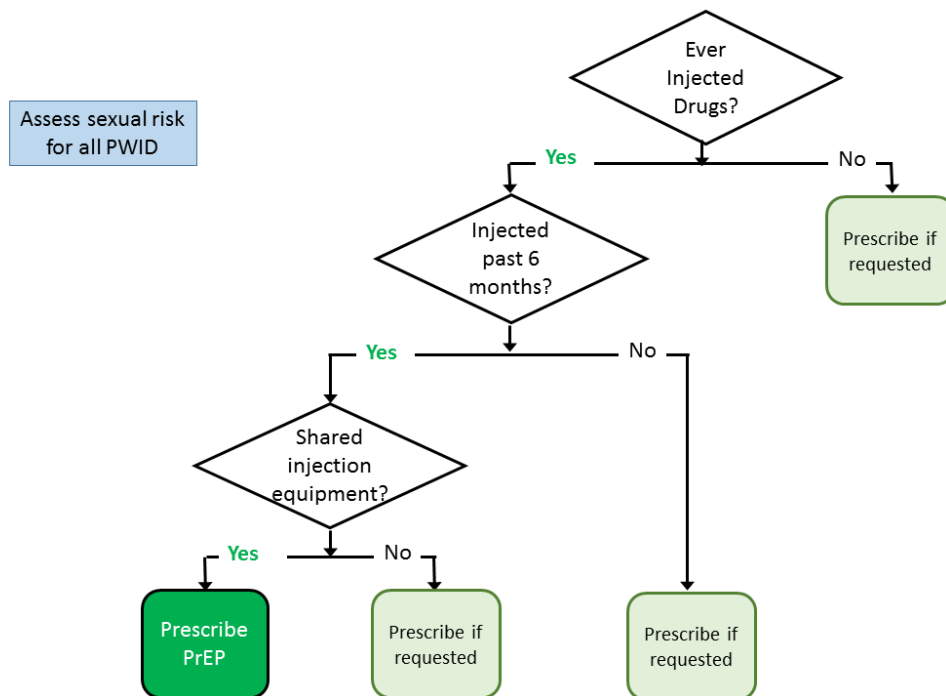 Ever
Injected
Drugs?
Assess sexual risk
for all PWID
Yes
No
Injected
past 6
months?
Prescribe if
requested
Yes
No
Shared
injection
equipment?
Yes
No
Prescribe
PrEP
Prescribe if
requested
Prescribe if
requested